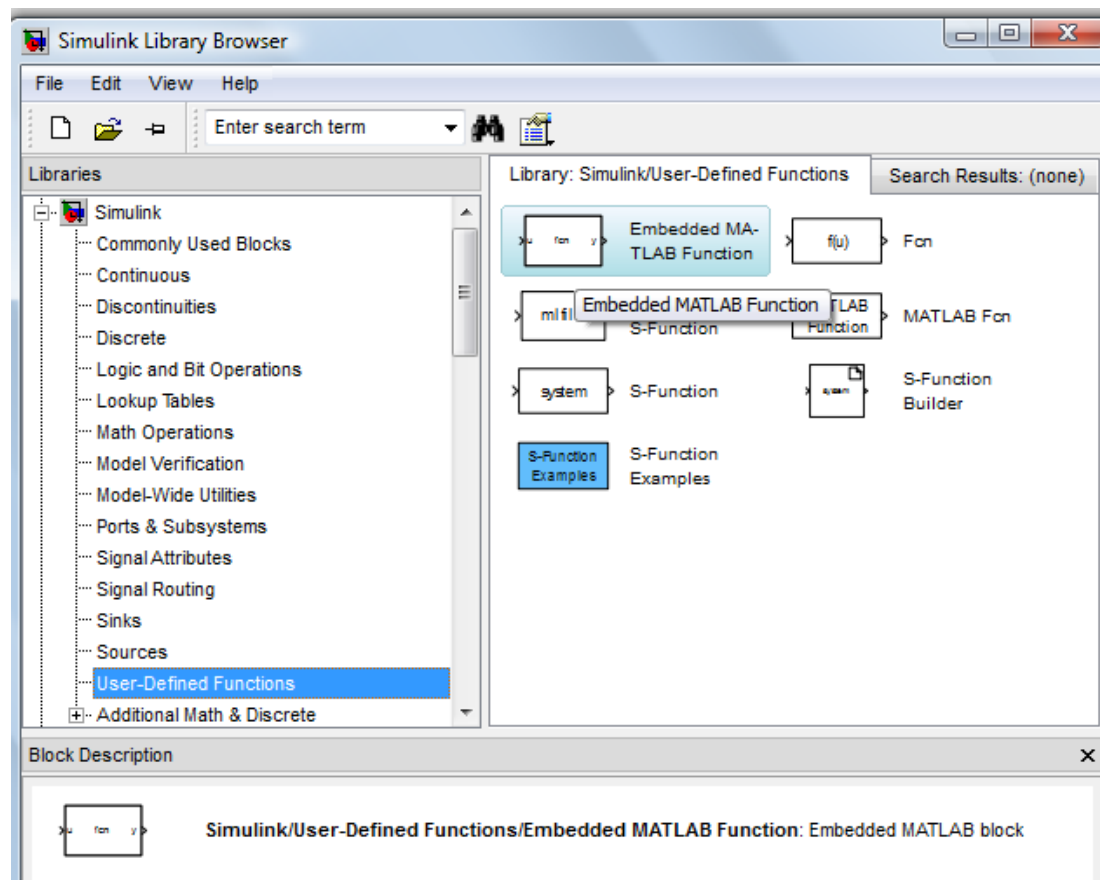 Simulink Library Browser
File Edit View Help
Enter search term
Libraries
Library: Simulink/User-Defined Functions
Search Results: (none)
Simulink
Commonly Used Blocks
Continuous
Discontinuities
Discrete
Logic and Bit Operations
Lookup Tables
Math Operations
Model Verification
Model-Wide Utilities
Ports & Subsystems
Signal Attributes
Signal Routing
Sinks
Sources
User-Defined Functions
Additional Math & Discrete
u fcn y
Embedded MA-
TLAB Function
f(u)
Fcn
Embedded MATLAB Function
S-Function
TLAB
Function
MATLAB Fcn
system
S-Function
system
S-Function
Builder
S-Function
Examples
S-Function
Examples
Block Description
u fcn y
Simulink/User-Defined Functions/Embedded MATLAB Function: Embedded MATLAB block